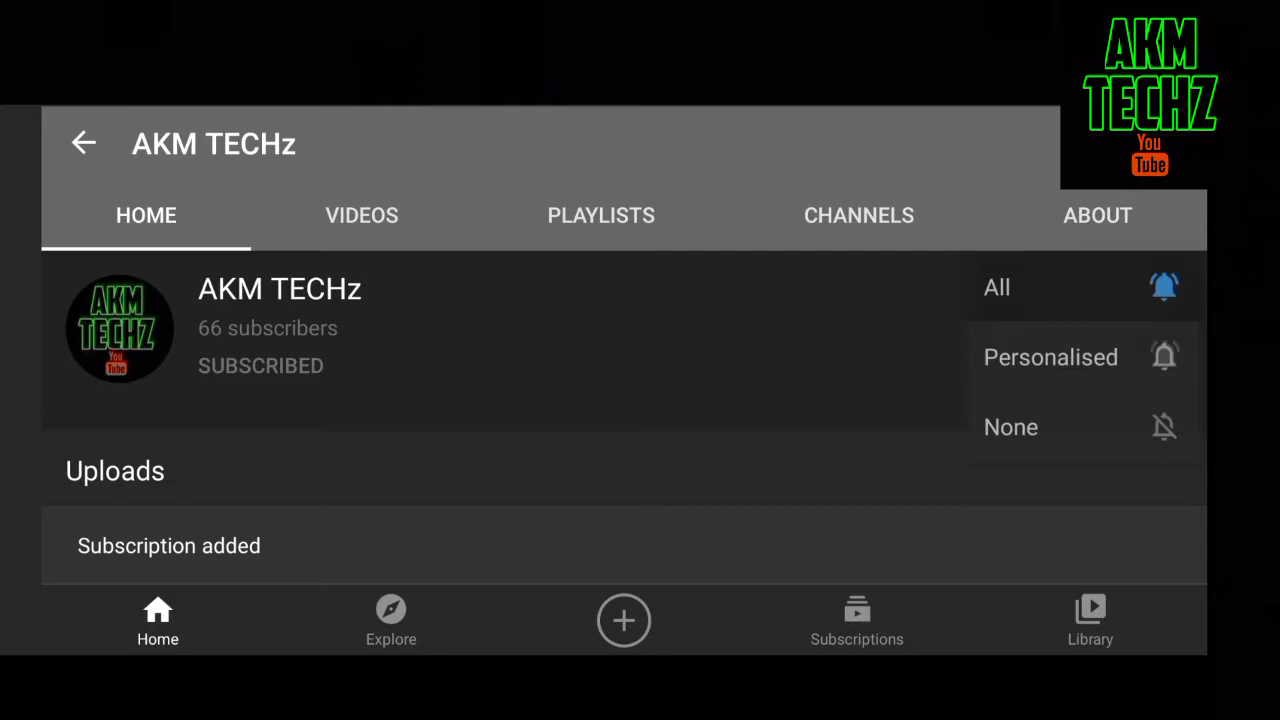 AKM
TECHZ
You
Tube
AKM TECHz
HOME VIDEOS PLAYLISTS CHANNELS ABOUT
AKM
TECHZ
You
Tube
AKM TECHz
66 subscribers
SUBSCRIBED
All
Personalised
None
Uploads
Subscription added
Home Explore Subscriptions Library